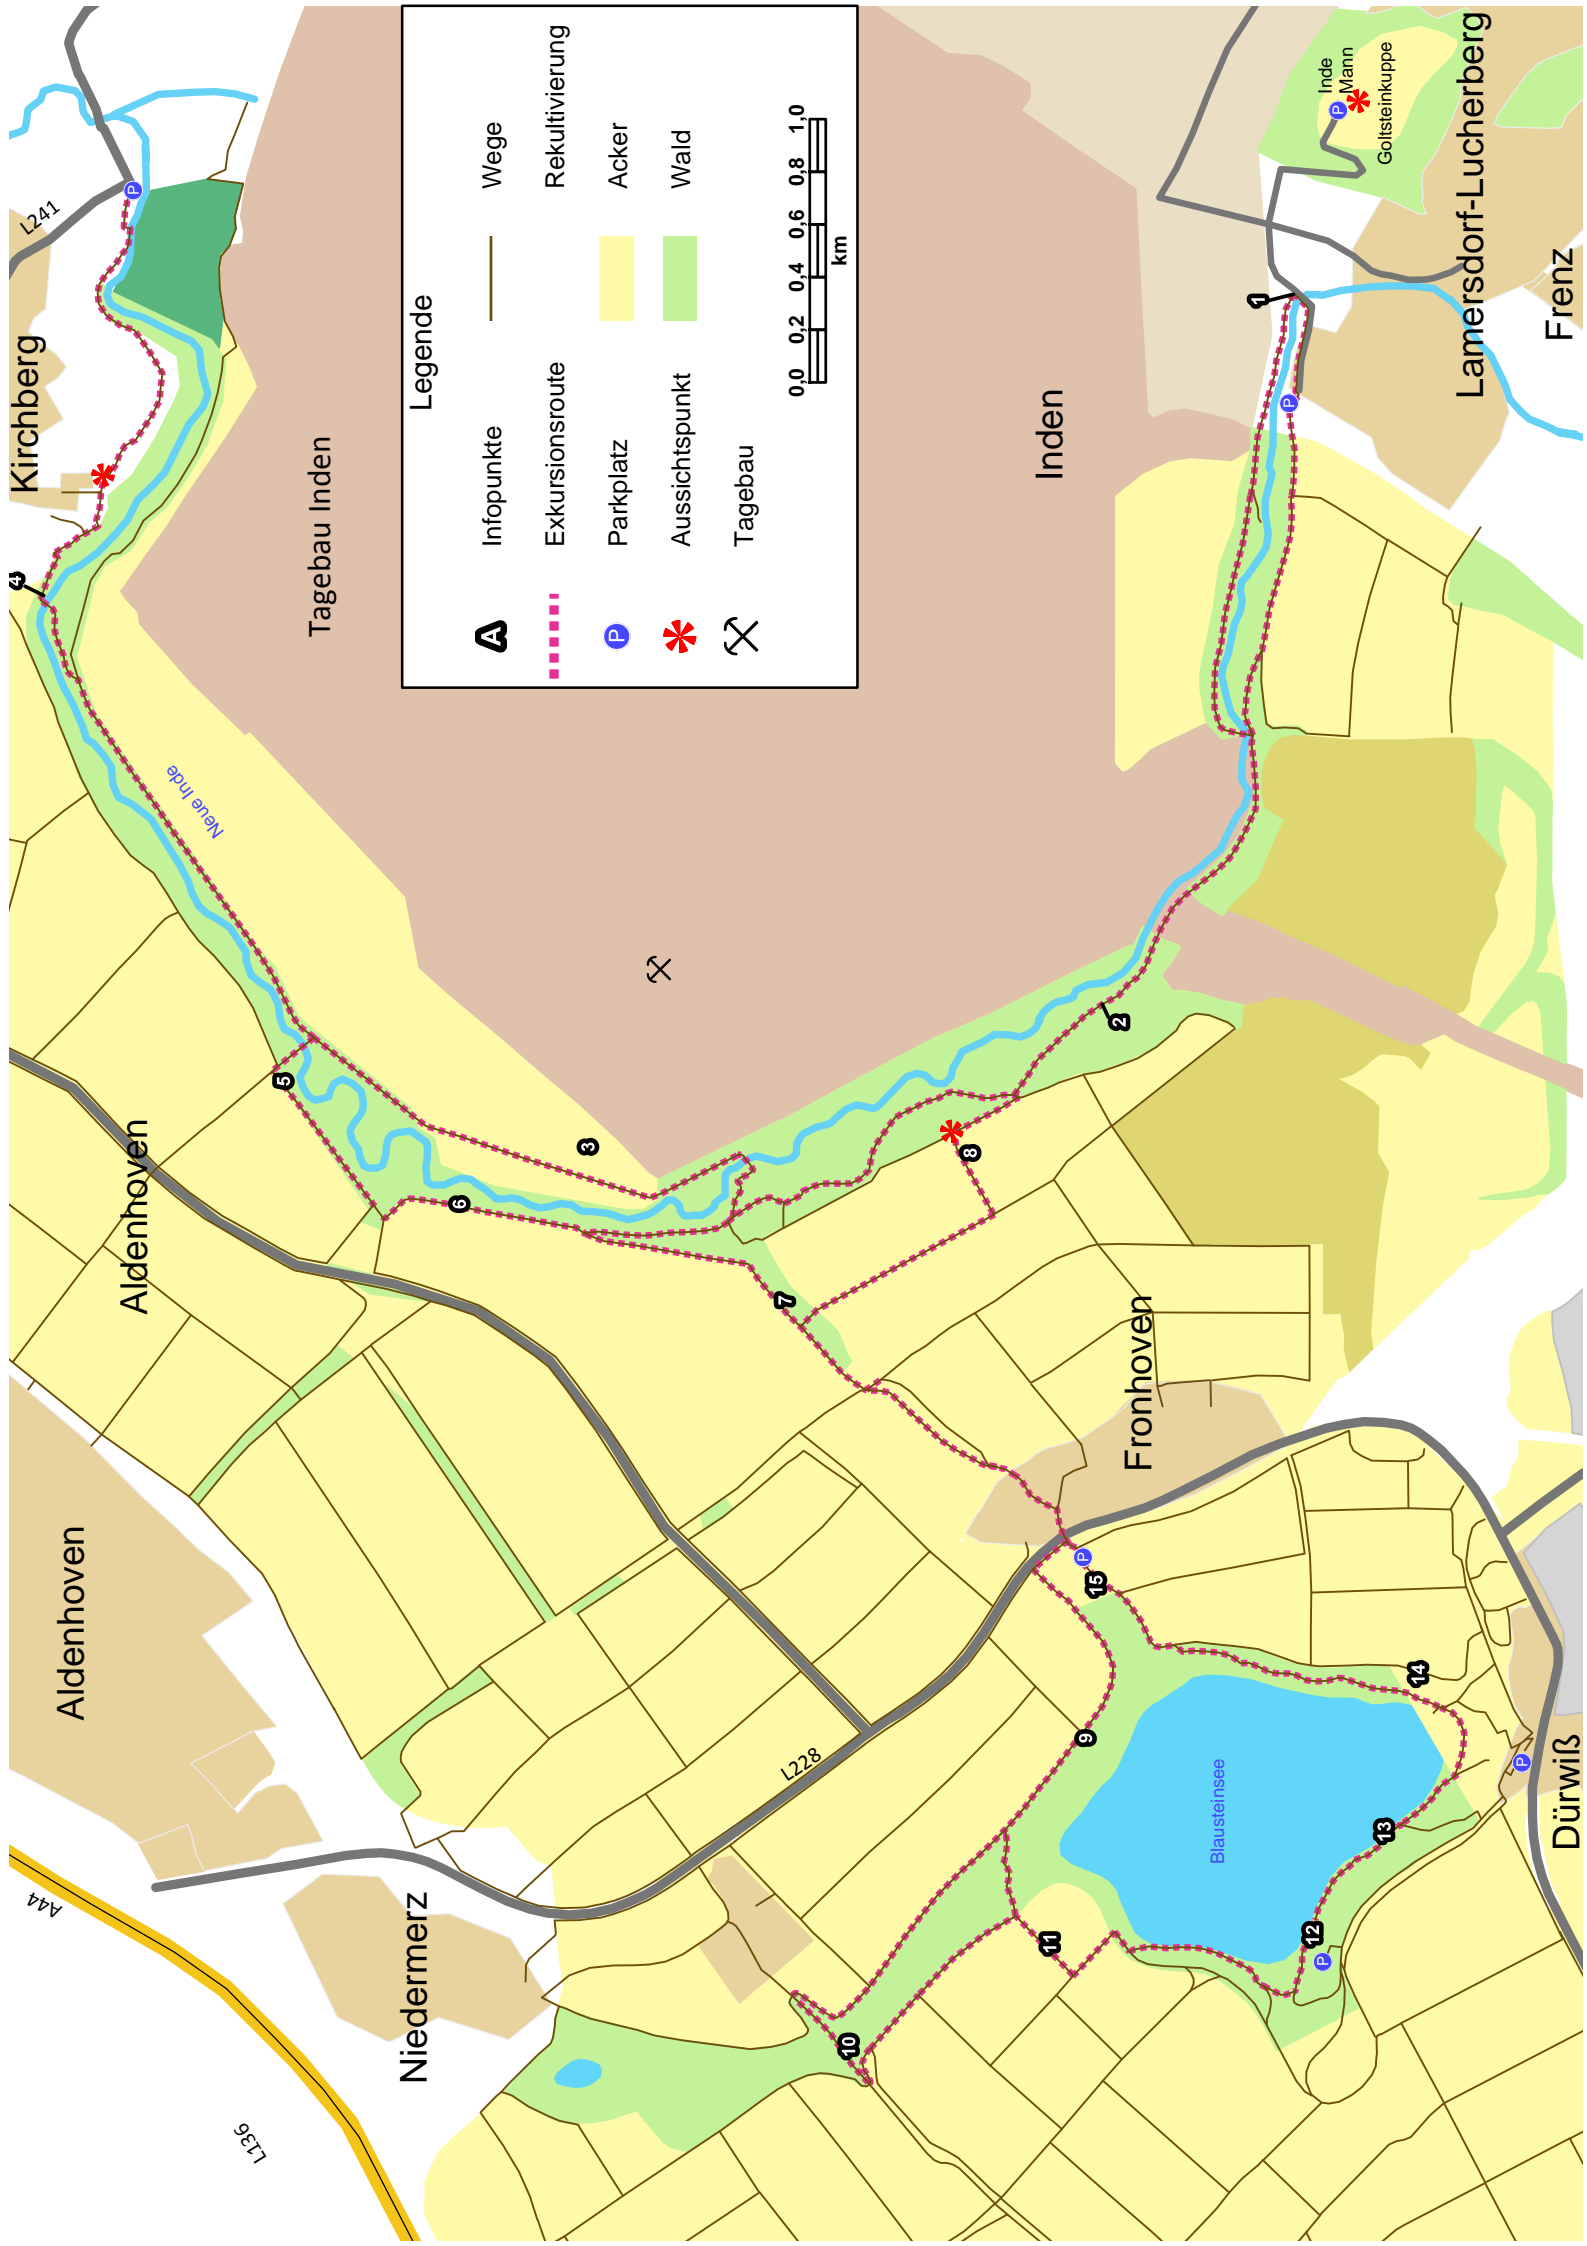 A44
L136
Aldenhoven
Aldenhoven
Niedermerz
L228
Kirchberg
L241
4
Neue Inde
Tagebau Inden
5
6
3
7
8
2
Inden
1
Inde
Mann
Goltsteinkuppe
Lamersdorf-Lucherberg
Frenz
Fronhoven
15
9
10
11
Blausteinsee
12
13
14
Dürwiß
P
P
P
P
P
P
Legende
A Infopunkte
Exkursionsroute
P Parkplatz
Aussichtspunkt
Tagebau
Wege
Rekultivierung
Acker
Wald
0,0 0,2 0,4 0,6 0,8 1,0
km